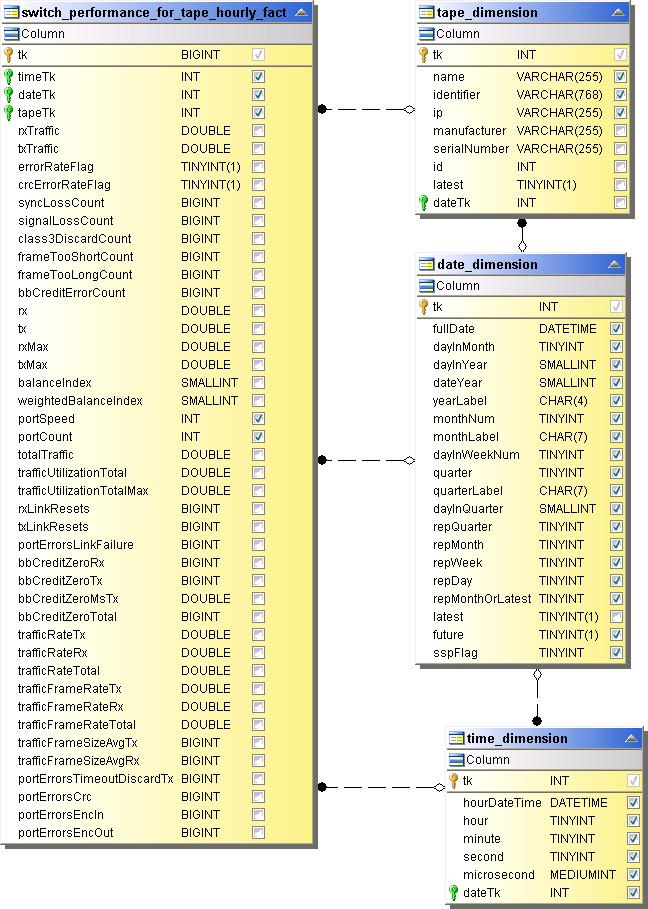 switch_performance_for_tape_hourly_fact
Column
tk BIGINT
timeTk INT
dateTk INT
tapeTk INT
rxTraffic DOUBLE
txTraffic DOUBLE
errorRateFlag TINYINT(1)
crcErrorRateFlag TINYINT(1)
syncLossCount BIGINT
signalLossCount BIGINT
class3DiscardCount BIGINT
frameTooShortCount BIGINT
frameTooLongCount BIGINT
bbCreditErrorCount BIGINT
rx DOUBLE
tx DOUBLE
rxMax DOUBLE
txMax DOUBLE
balanceIndex SMALLINT
weightedBalanceIndex SMALLINT
portSpeed INT
portCount INT
totalTraffic DOUBLE
trafficUtilizationTotal DOUBLE
trafficUtilizationTotalMax DOUBLE
rxLinkResets BIGINT
txLinkResets BIGINT
portErrorsLinkFailure BIGINT
bbCreditZeroRx BIGINT
bbCreditZeroTx BIGINT
bbCreditZeroMsTx DOUBLE
bbCreditZeroTotal BIGINT
trafficRateTx DOUBLE
trafficRateRx DOUBLE
trafficRateTotal DOUBLE
trafficFrameRateTx DOUBLE
trafficFrameRateRx DOUBLE
trafficFrameRateTotal DOUBLE
trafficFrameSizeAvgTx BIGINT
trafficFrameSizeAvgRx BIGINT
portErrorsTimeoutDiscardTx BIGINT
portErrorsCrc BIGINT
portErrorsEncIn BIGINT
portErrorsEncOut BIGINT
tape_dimension
Column
tk INT
name VARCHAR(255)
identifier VARCHAR(768)
ip VARCHAR(255)
manufacturer VARCHAR(255)
serialNumber VARCHAR(255)
id INT
latest TINYINT(1)
dateTk INT
date_dimension
Column
tk INT
fullDate DATETIME
dayInMonth TINYINT
dayInYear SMALLINT
dateYear SMALLINT
yearLabel CHAR(4)
monthNum TINYINT
monthLabel CHAR(7)
dayInWeekNum TINYINT
quarter TINYINT
quarterLabel CHAR(7)
dayInQuarter SMALLINT
repQuarter TINYINT
repMonth TINYINT
repWeek TINYINT
repDay TINYINT
repMonthOrLatest TINYINT
latest TINYINT(1)
future TINYINT(1)
sspFlag TINYINT
time_dimension
Column
tk INT
hourDateTime DATETIME
hour TINYINT
minute TINYINT
second TINYINT
microsecond MEDIUMINT
dateTk INT